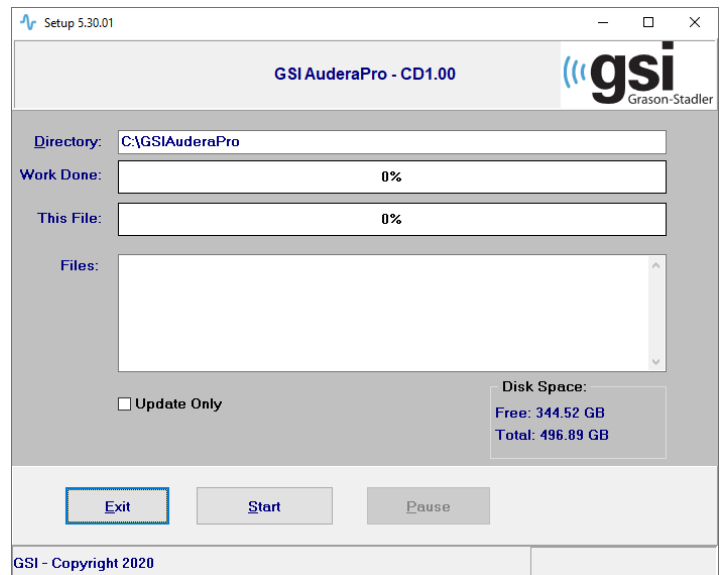 Setup 5.30.01
GSI AuderaPro - CD1.00
gsi
Grason-Stadler
Directory: C:\GSIAuderaPro
Work Done: 0%
This File: 0%
Files:
Update Only
Disk Space:
Free: 344.52 GB
Total: 496.89 GB
Exit Start Pause
GSI - Copyright 2020